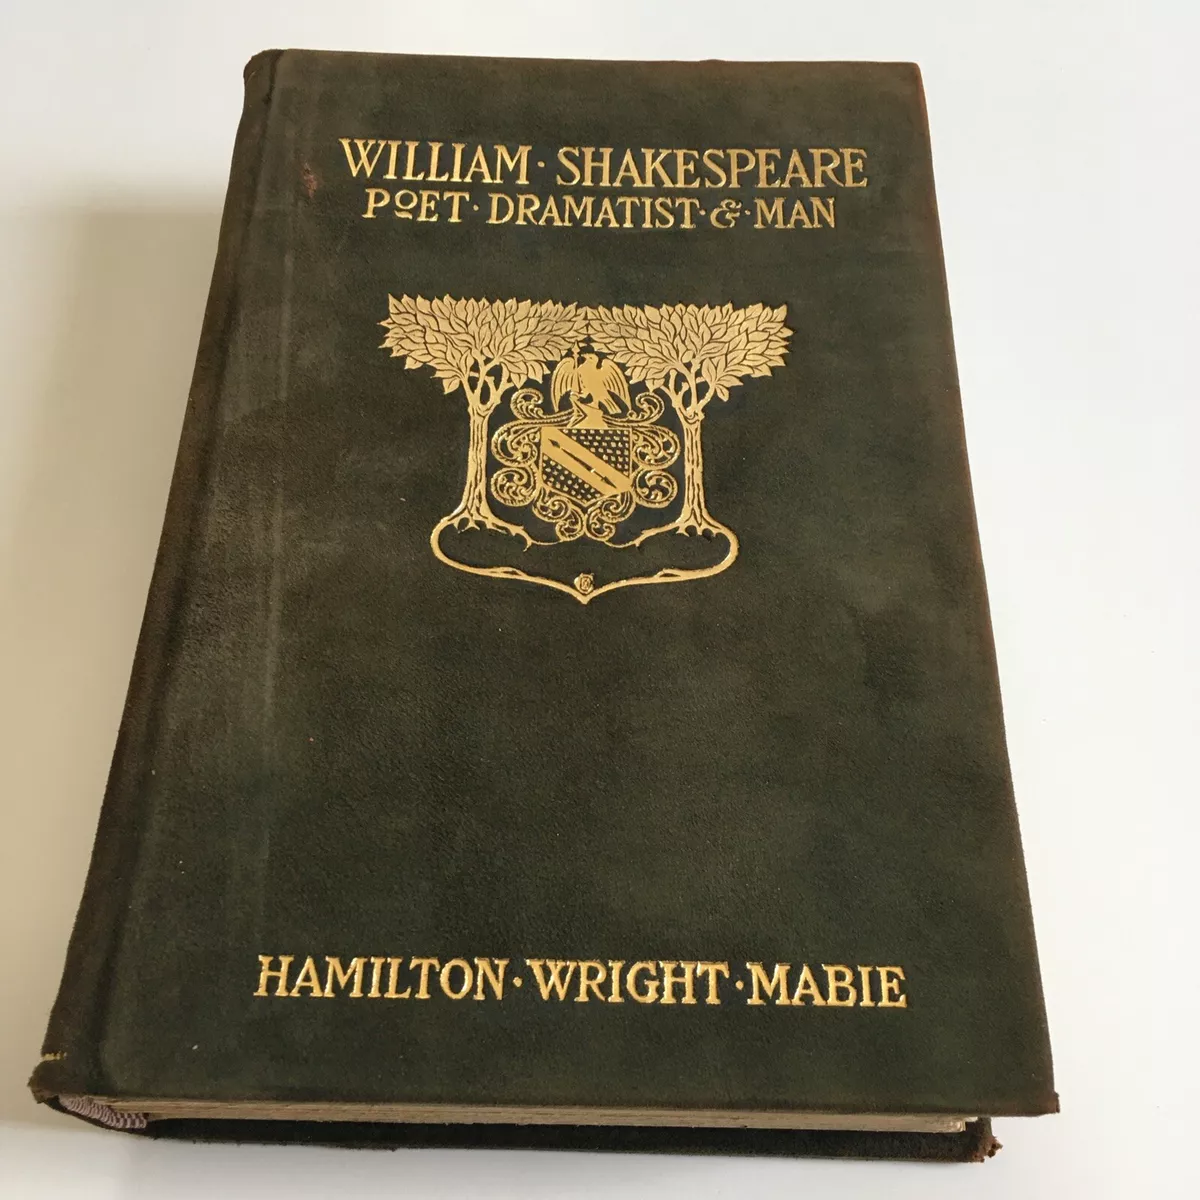 WILLIAM · SHAKESPEARE
POET · DRAMATIST · & · MAN
HAMILTON · WRIGHT · MABIE